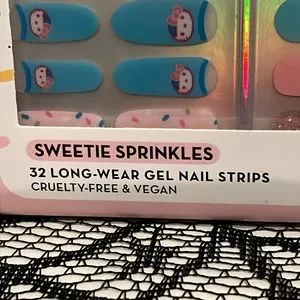 SWEETIE SPRINKLES
32 LONG-WEAR GEL NAIL STRIPS
CRUELTY-FREE & VEGAN